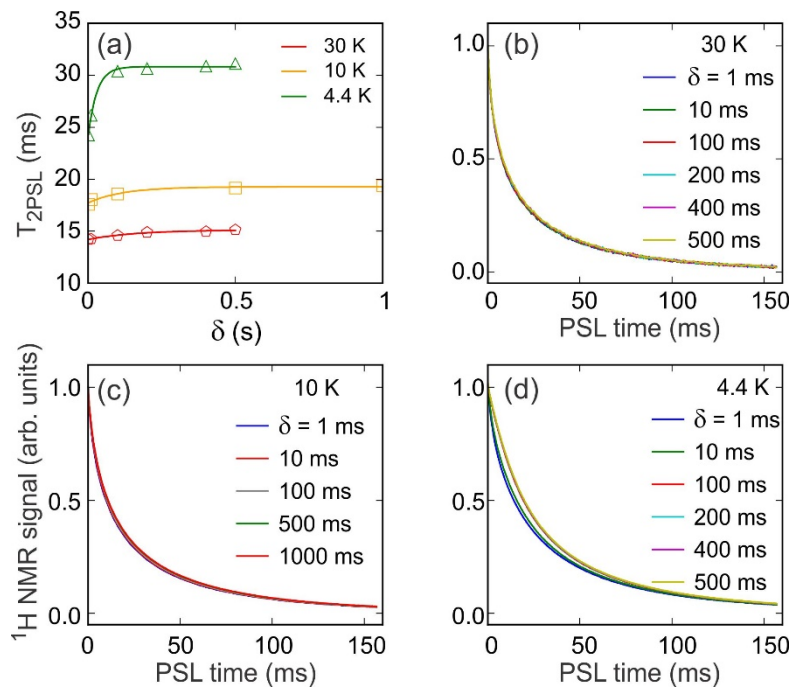 (a)
30 K
10 K
4.4 K
35
30
25
20
15
10
0
0.5
1
T2PSL (ms)
δ (s)
(b)
30 K
δ = 1 ms
10 ms
100 ms
200 ms
400 ms
500 ms
1.0
0.5
0.0
0
50
100
150
PSL time (ms)
(c)
10 K
δ = 1 ms
10 ms
100 ms
500 ms
1000 ms
1.0
0.5
0.0
0
50
100
150
¹H NMR signal (arb. units)
PSL time (ms)
(d)
4.4 K
δ = 1 ms
10 ms
100 ms
200 ms
400 ms
500 ms
1.0
0.5
0.0
0
50
100
150
PSL time (ms)